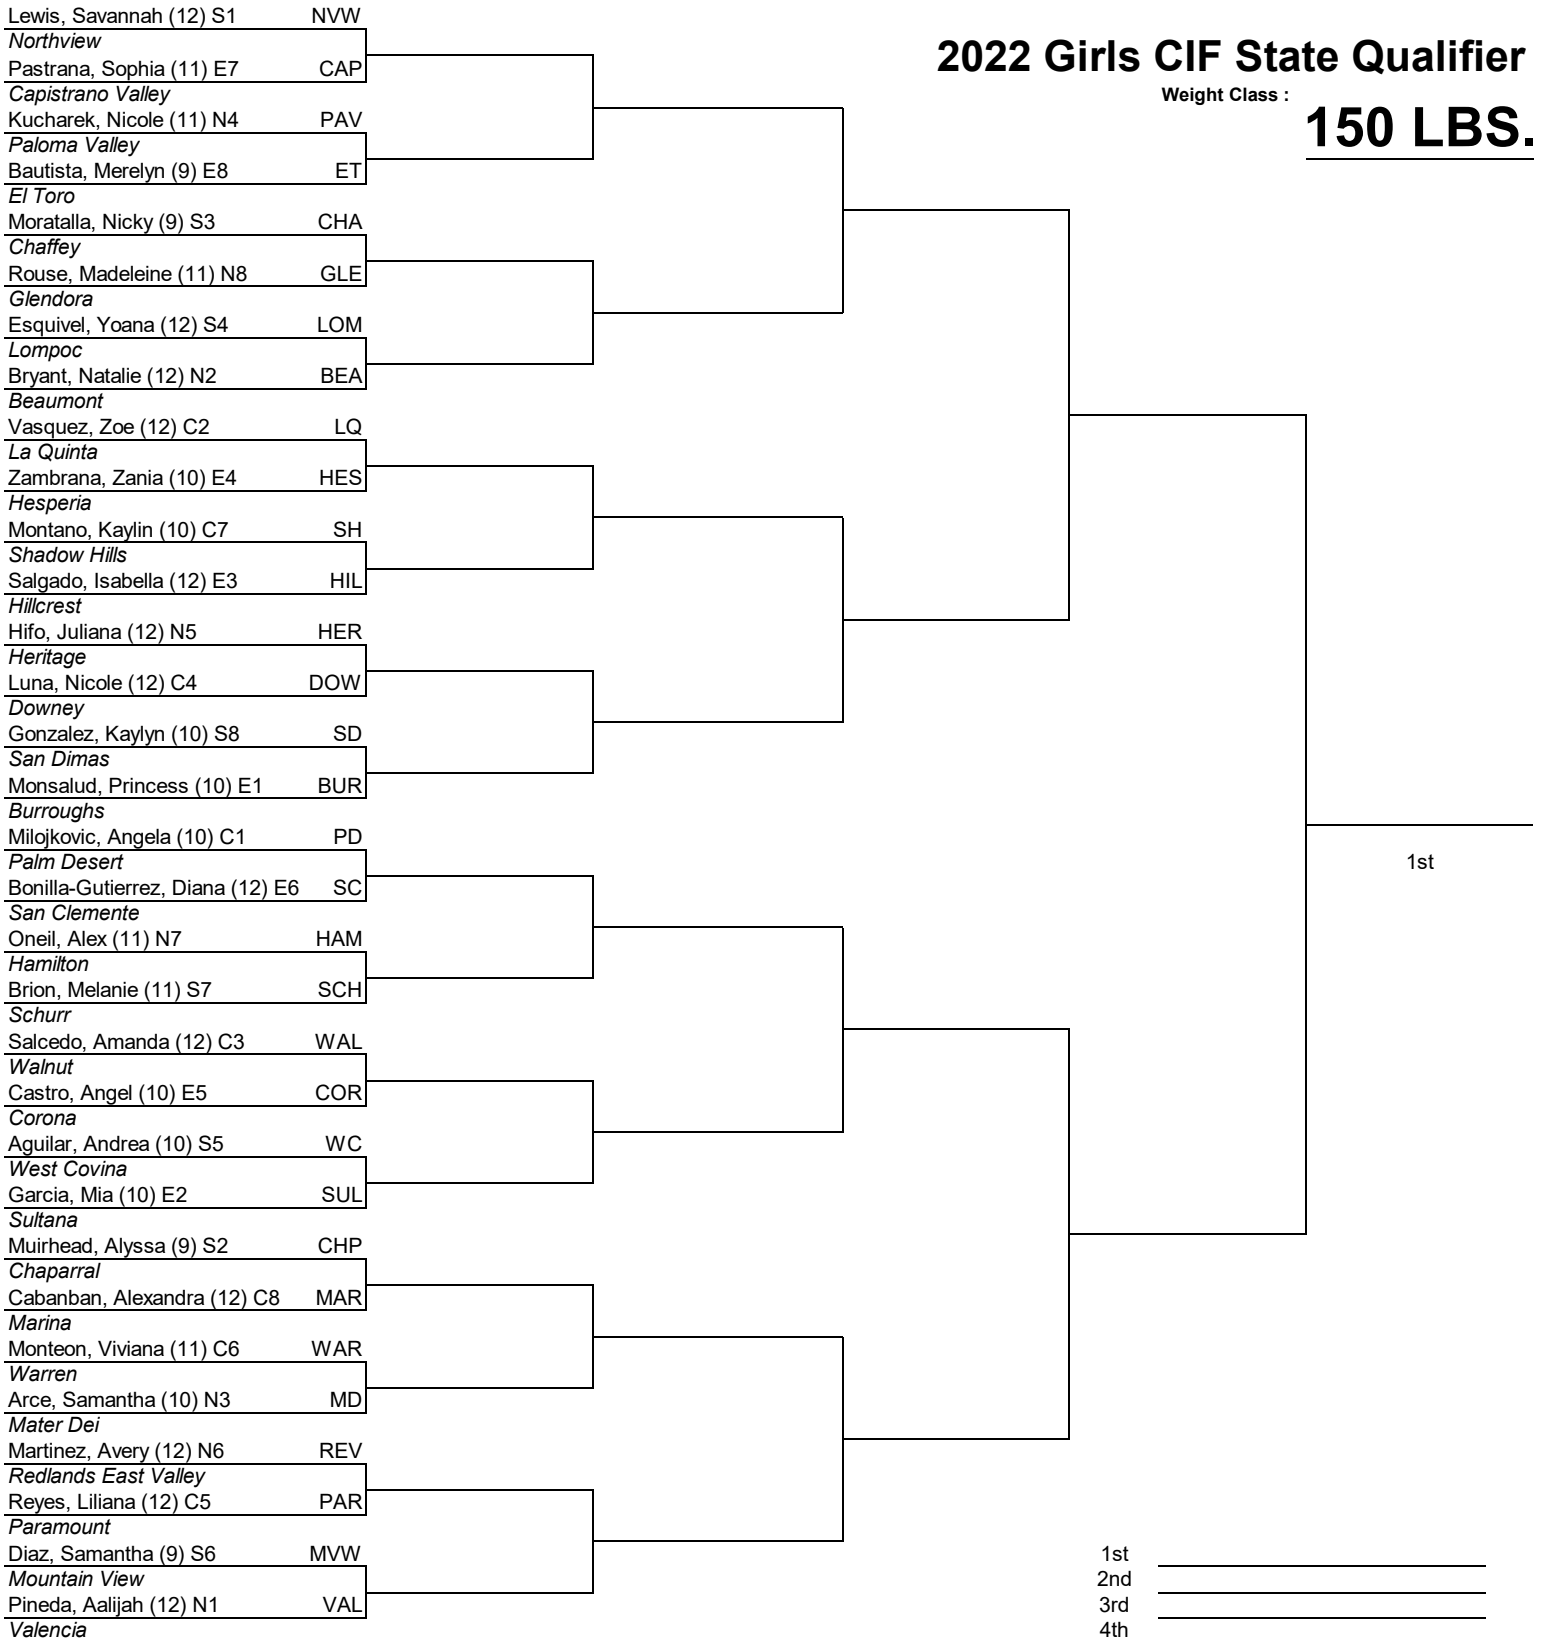 Lewis, Savannah (12) S1 NVW
2022 Girls CIF State Qualifier
Weight Class :
150 LBS.
Northview
Pastrana, Sophia (11) E7 CAP
Capistrano Valley
Kucharek, Nicole (11) N4 PAV
Paloma Valley
Bautista, Merelyn (9) E8 ET
El Toro
Moratalla, Nicky (9) S3 CHA
Chaffey
Rouse, Madeleine (11) N8 GLE
Glendora
Esquivel, Yoana (12) S4 LOM
Lompoc
Bryant, Natalie (12) N2 BEA
Beaumont
Vasquez, Zoe (12) C2 LQ
La Quinta
Zambrana, Zania (10) E4 HES
Hesperia
Montano, Kaylin (10) C7 SH
Shadow Hills
Salgado, Isabella (12) E3 HIL
Hillcrest
Hifo, Juliana (12) N5 HER
Heritage
Luna, Nicole (12) C4 DOW
Downey
Gonzalez, Kaylyn (10) S8 SD
San Dimas
Monsalud, Princess (10) E1 BUR
Burroughs
Milojkovic, Angela (10) C1 PD
Palm Desert
Bonilla-Gutierrez, Diana (12) E6 SC
San Clemente
Oneil, Alex (11) N7 HAM
Hamilton
Brion, Melanie (11) S7 SCH
Schurr
Salcedo, Amanda (12) C3 WAL
Walnut
Castro, Angel (10) E5 COR
Corona
Aguilar, Andrea (10) S5 WC
West Covina
Garcia, Mia (10) E2 SUL
Sultana
Muirhead, Alyssa (9) S2 CHP
Chaparral
Cabanban, Alexandra (12) C8 MAR
Marina
Monteon, Viviana (11) C6 WAR
Warren
Arce, Samantha (10) N3 MD
Mater Dei
Martinez, Avery (12) N6 REV
Redlands East Valley
Reyes, Liliana (12) C5 PAR
Paramount
Diaz, Samantha (9) S6 MVW
Mountain View
Pineda, Aalijah (12) N1 VAL
Valencia
1st
1st
2nd
3rd
4th